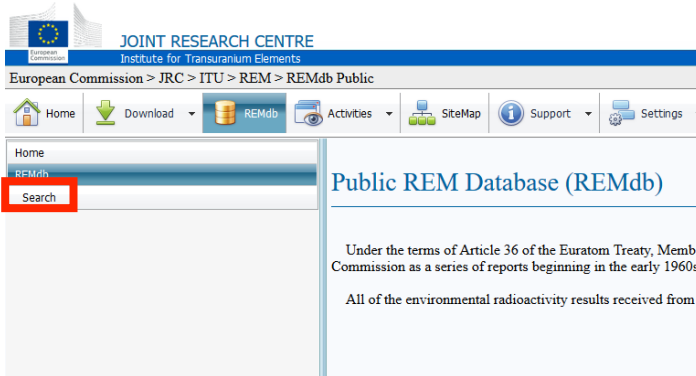 European
Commission
JOINT RESEARCH CENTRE
Institute for Transuranium Elements
European Commission > JRC > ITU > REM > REMdb Public
Home Download REMdb Activities SiteMap Support Settings
Home
REMdb
Search
Public REM Database (REMdb)
Under the terms of Article 36 of the Euratom Treaty, Memb
Commission as a series of reports beginning in the early 1960s
All of the environmental radioactivity results received from